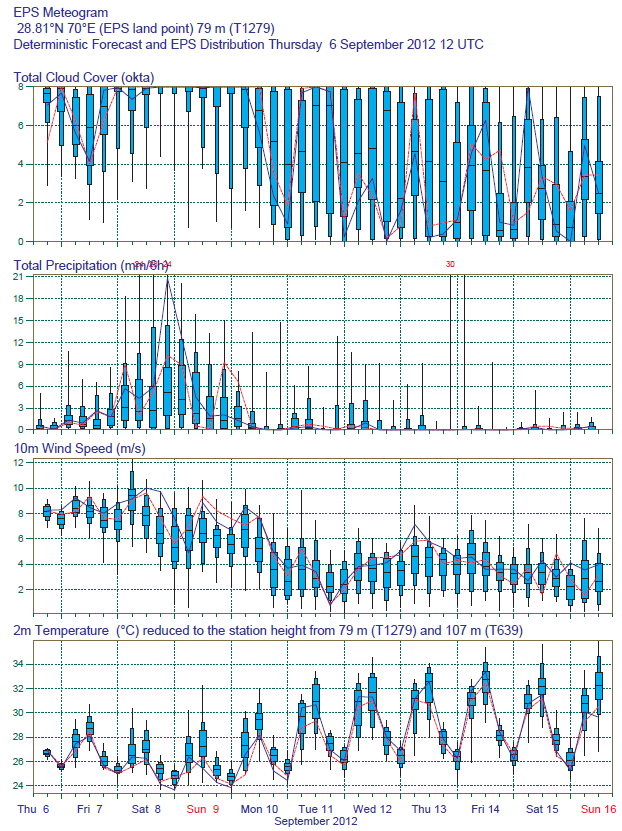 EPS Meteogram
28.81°N 70°E (EPS land point) 79 m (T1279)
Deterministic Forecast and EPS Distribution Thursday 6 September 2012 12 UTC
Total Cloud Cover (okta)
8
6
4
2
0
Total Precipitation (mm/6h)
30
21
18
15
12
9
6
3
0
10m Wind Speed (m/s)
12
10
8
6
4
2
2m Temperature (°C) reduced to the station height from 79 m (T1279) and 107 m (T639)
34
32
30
28
26
24
Thu 6 Fri 7 Sat 8 Sun 9 Mon 10 Tue 11 Wed 12 Thu 13 Fri 14 Sat 15 Sun 16
September 2012